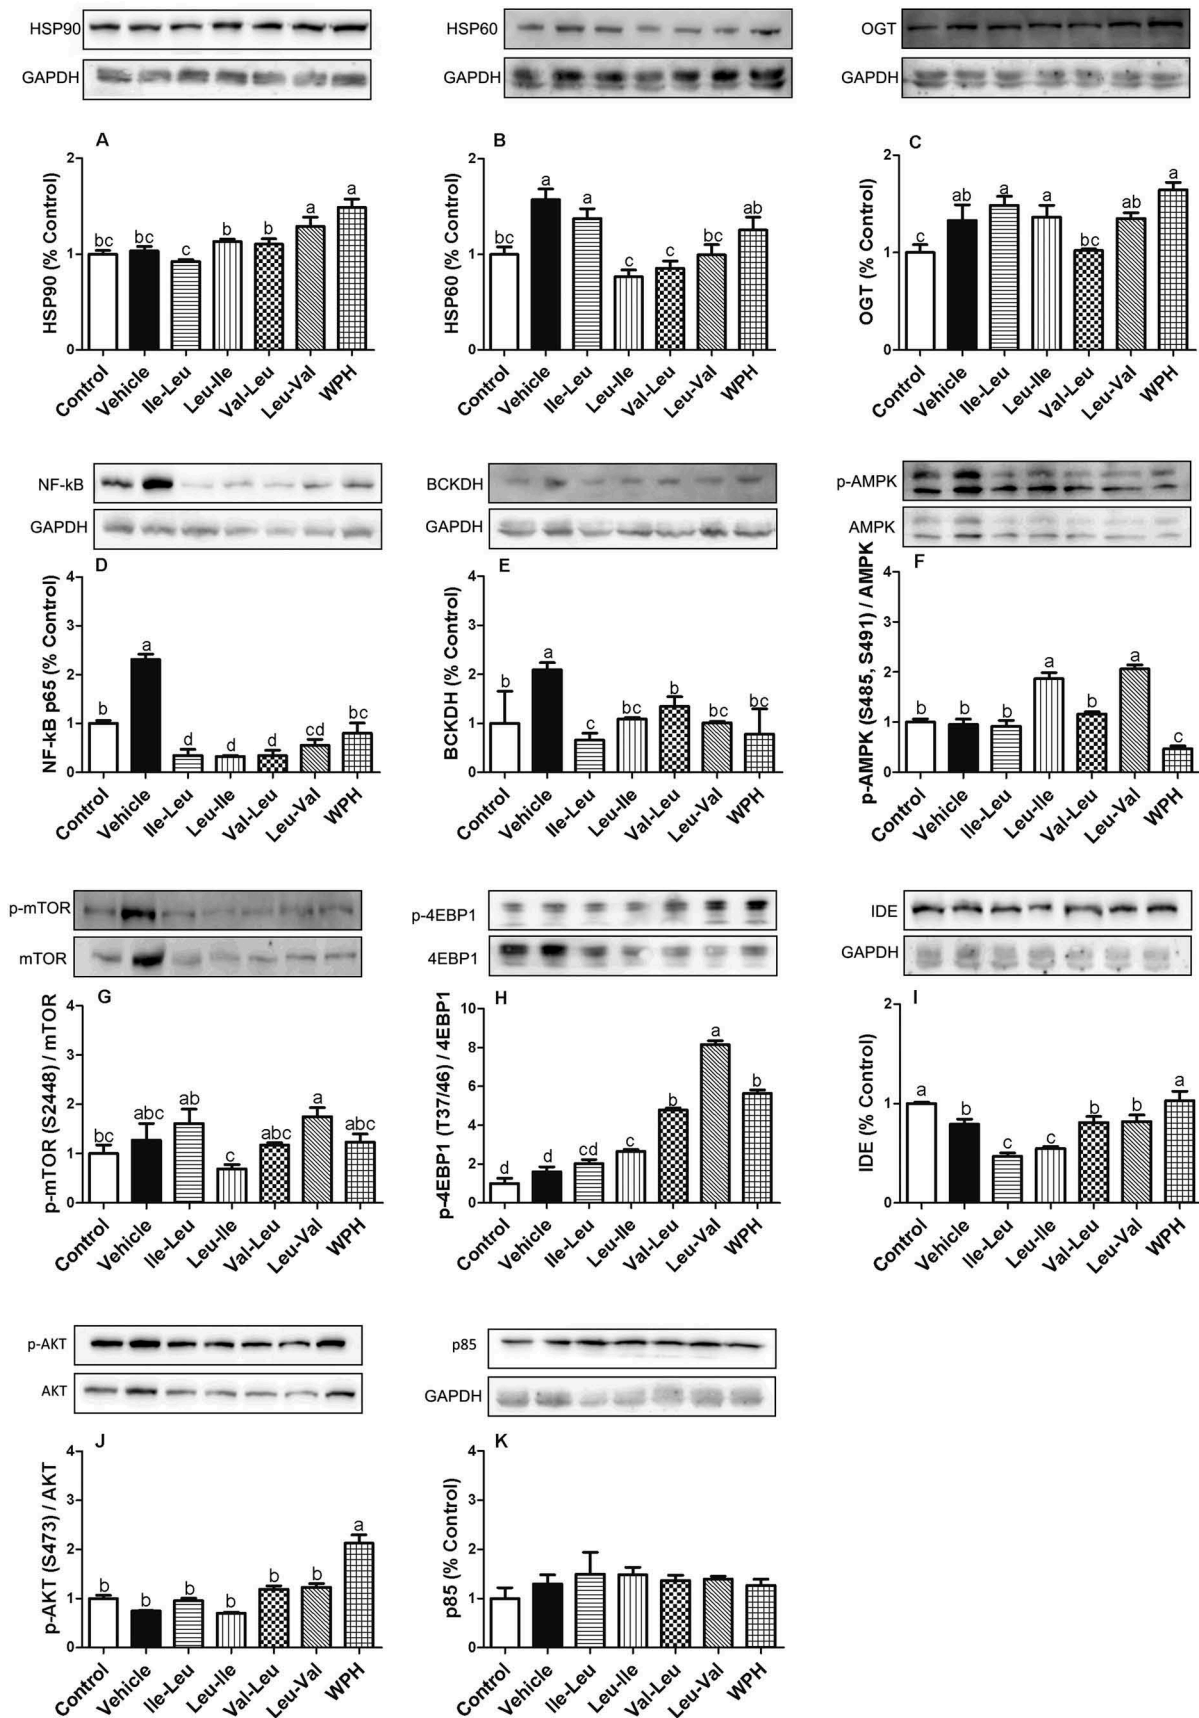 HSP90
GAPDH
A
HSP90 (% Control)
2
1
0
bc bc c b b a a
Control Vehicle Ile-Leu Leu-Ile Val-Leu Leu-Val WPH
HSP60
GAPDH
B
HSP60 (% Control)
2
1
0
bc a a c c bc ab
Control Vehicle Ile-Leu Leu-Ile Val-Leu Leu-Val WPH
OGT
GAPDH
C
OGT (% Control)
2
1
0
c ab a a bc ab a
Control Vehicle Ile-Leu Leu-Ile Val-Leu Leu-Val WPH
NF-kB
GAPDH
D
NF-kB p65 (% Control)
4
2
1
0
b a d d d cd bc
Control Vehicle Ile-Leu Leu-Ile Val-Leu Leu-Val WPH
BCKDH
GAPDH
E
BCKDH (% Control)
4
2
1
0
b a c bc b bc bc
Control Vehicle Ile-Leu Leu-Ile Val-Leu Leu-Val WPH
p-AMPK
AMPK
F
p-AMPK (S485, S491) / AMPK
4
3
2
1
0
b b b a b a c
Control Vehicle Ile-Leu Leu-Ile Val-Leu Leu-Val WPH
p-mTOR
mTOR
G
p-mTOR (S2448) / mTOR
4
2
1
0
bc abc ab c abc a abc
Control Vehicle Ile-Leu Leu-Ile Val-Leu Leu-Val WPH
p-4EBP1
4EBP1
H
p-4EBP1 (T37/46) / 4EBP1
10
8
6
4
2
0
d d cd c b a b
Control Vehicle Ile-Leu Leu-Ile Val-Leu Leu-Val WPH
IDE
GAPDH
I
IDE (% Control)
2
1
0
a b c c b b a
Control Vehicle Ile-Leu Leu-Ile Val-Leu Leu-Val WPH
p-AKT
AKT
J
p-AKT (S473) / AKT
4
3
2
1
0
b b b b b b a
Control Vehicle Ile-Leu Leu-Ile Val-Leu Leu-Val WPH
p85
GAPDH
K
p85 (% Control)
4
3
2
1
0
Control Vehicle Ile-Leu Leu-Ile Val-Leu Leu-Val WPH